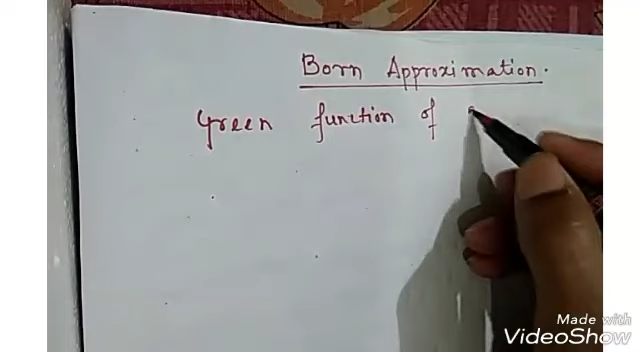 Born Approximation.
Green function of
Made with
VideoShow